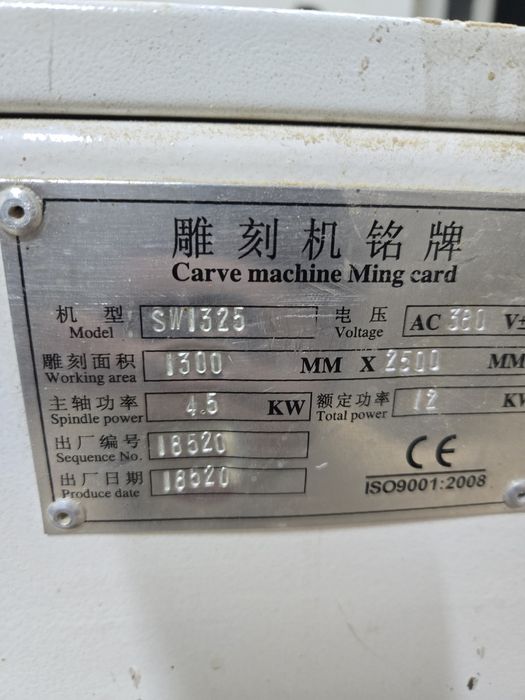 雕刻机铭牌
Carve machine Ming card
机型 SW1325 电压 AC 380 V±
Model Voltage
雕刻面积 1300 MM X 2500 MM
Working area
主轴功率 4.5 KW 额定功率 12 KW
Spindle power Total power
出厂编号 18520
Sequence No.
出厂日期 18520
Produce date
CE
ISO9001:2008